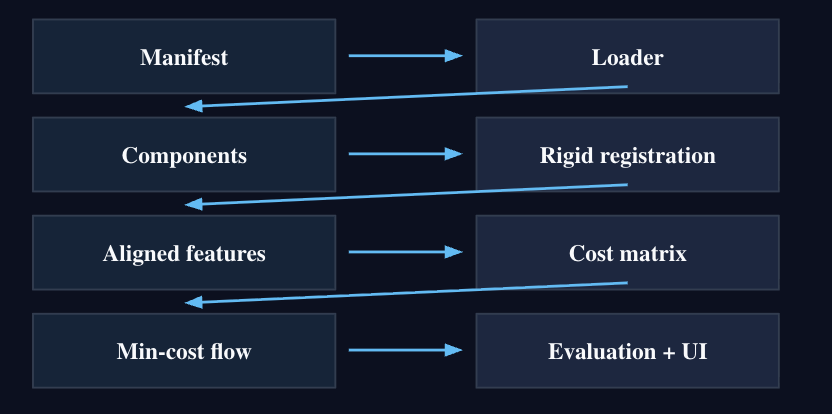 Manifest
Loader
Components
Rigid registration
Aligned features
Cost matrix
Min-cost flow
Evaluation + UI